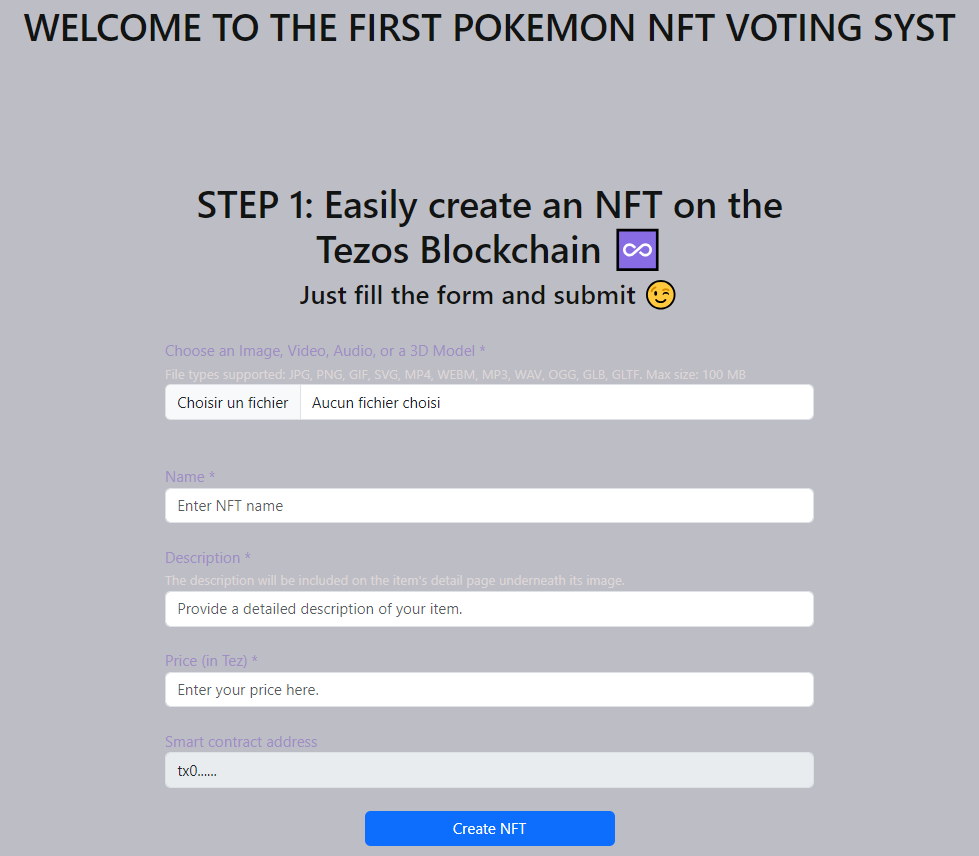 WELCOME TO THE FIRST POKEMON NFT VOTING SYST
STEP 1: Easily create an NFT on the
Tezos Blockchain ♾️
Just fill the form and submit 😉
Choose an Image, Video, Audio, or a 3D Model *
File types supported: JPG, PNG, GIF, SVG, MP4, WEBM, MP3, WAV, OGG, GLB, GLTF. Max size: 100 MB
Choisir un fichier Aucun fichier choisi
Name *
Enter NFT name
Description *
The description will be included on the item's detail page underneath its image.
Provide a detailed description of your item.
Price (in Tez) *
Enter your price here.
Smart contract address
tx0......
Create NFT